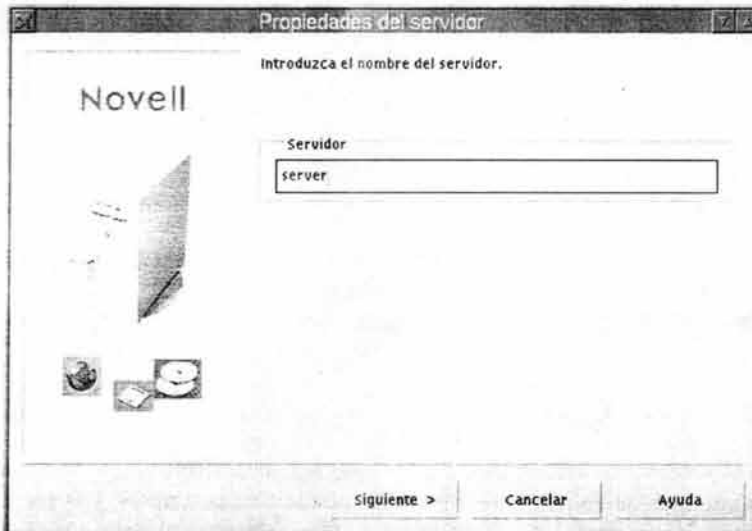 Propiedades del servidor
Introduzca el nombre del servidor.
Novell
Servidor
server
Siguiente >
Cancelar
Ayuda